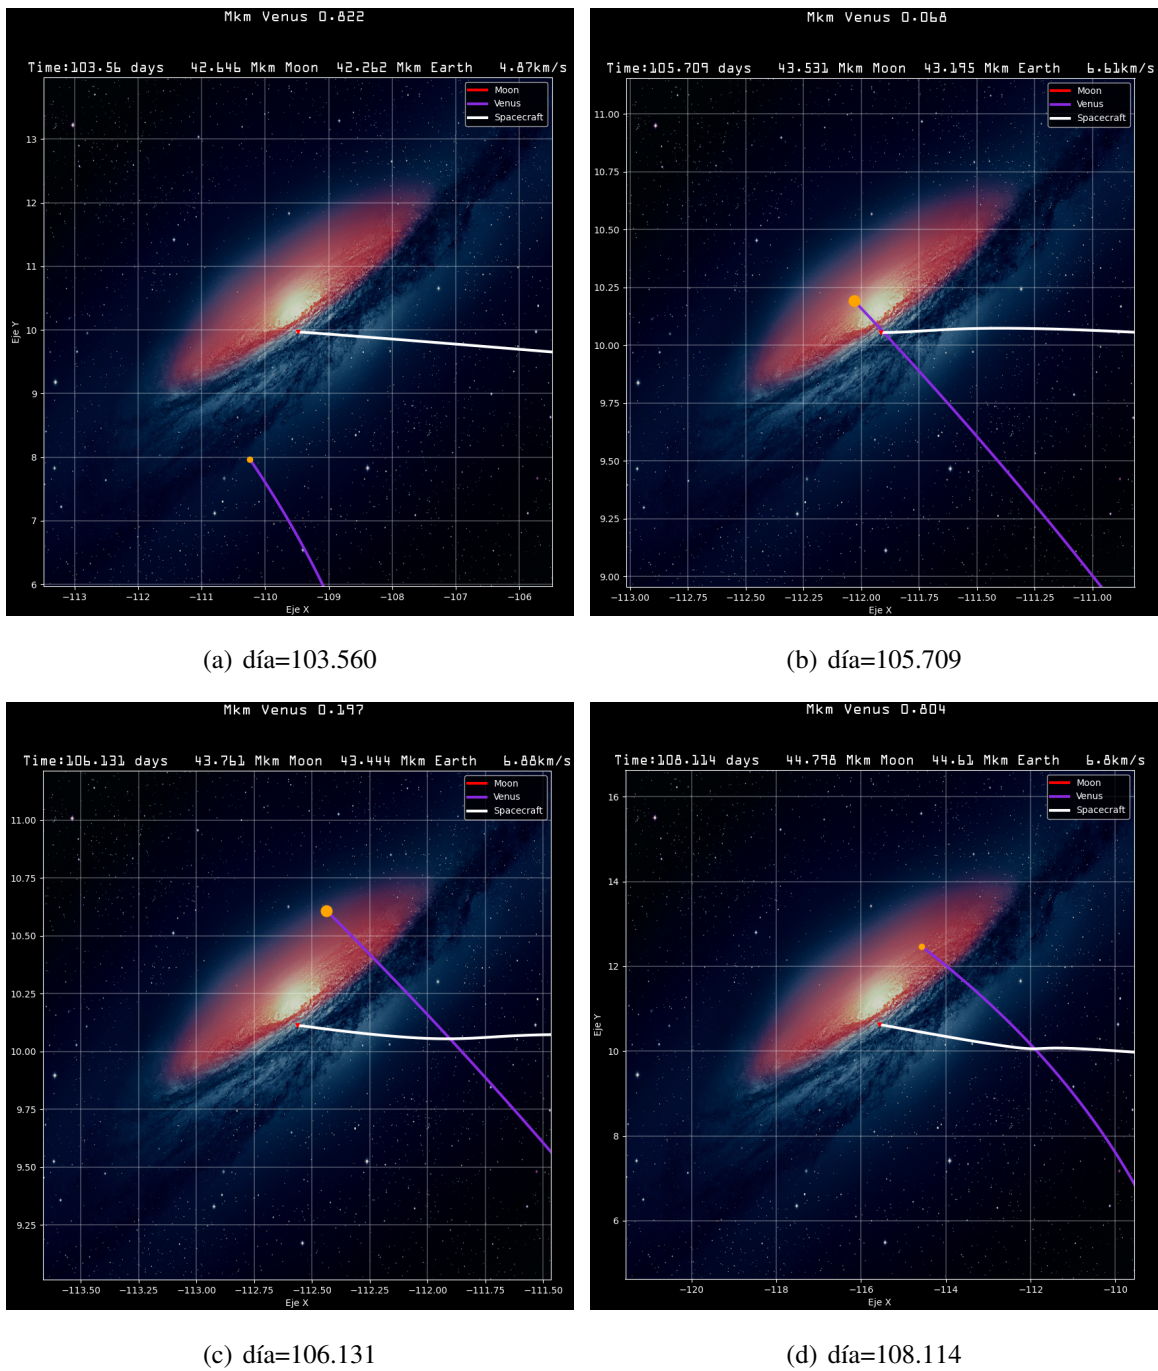 Mkm Venus 0.822
Time:103.56 days 42.646 Mkm Moon 42.262 Mkm Earth 4.87km/s
Moon
Venus
Spacecraft
13
12
11
10
9
8
7
6
Eje Y
−113 −112 −111 −110 −109 −108 −107 −106
Eje X
(a) día=103.560
Mkm Venus 0.068
Time:105.709 days 43.531 Mkm Moon 43.195 Mkm Earth 6.61km/s
Moon
Venus
Spacecraft
11.00
10.75
10.50
10.25
10.00
9.75
9.50
9.25
9.00
Eje Y
−113.00 −112.75 −112.50 −112.25 −112.00 −111.75 −111.50 −111.25 −111.00
Eje X
(b) día=105.709
Mkm Venus 0.197
Time:106.131 days 43.761 Mkm Moon 43.444 Mkm Earth 6.88km/s
Moon
Venus
Spacecraft
11.00
10.75
10.50
10.25
10.00
9.75
9.50
9.25
Eje Y
−113.50 −113.25 −113.00 −112.75 −112.50 −112.25 −112.00 −111.75 −111.50
Eje X
(c) día=106.131
Mkm Venus 0.804
Time:108.114 days 44.798 Mkm Moon 44.61 Mkm Earth 6.8km/s
Moon
Venus
Spacecraft
16
14
12
10
8
6
Eje Y
−120 −118 −116 −114 −112 −110
Eje X
(d) día=108.114